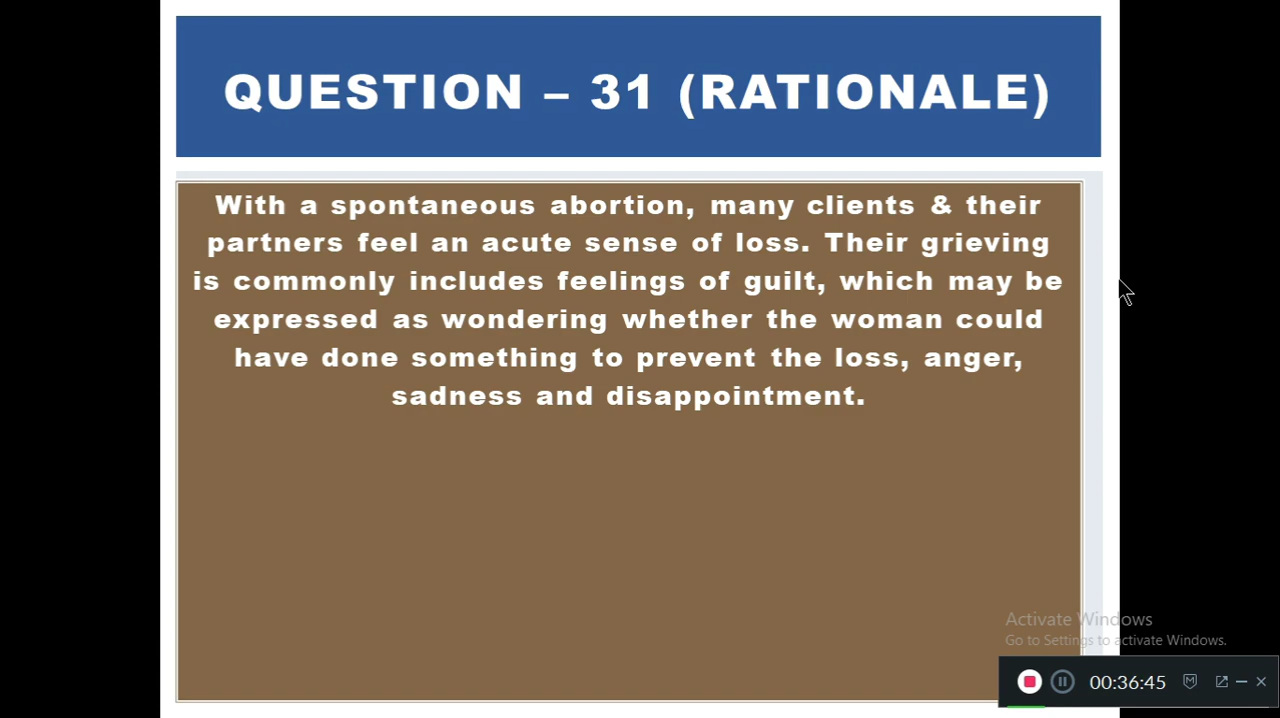 QUESTION – 31 (RATIONALE)
With a spontaneous abortion, many clients & their
partners feel an acute sense of loss. Their grieving
is commonly includes feelings of guilt, which may be
expressed as wondering whether the woman could
have done something to prevent the loss, anger,
sadness and disappointment.
Activate Windows
Go to Settings to activate Windows.
00:36:45